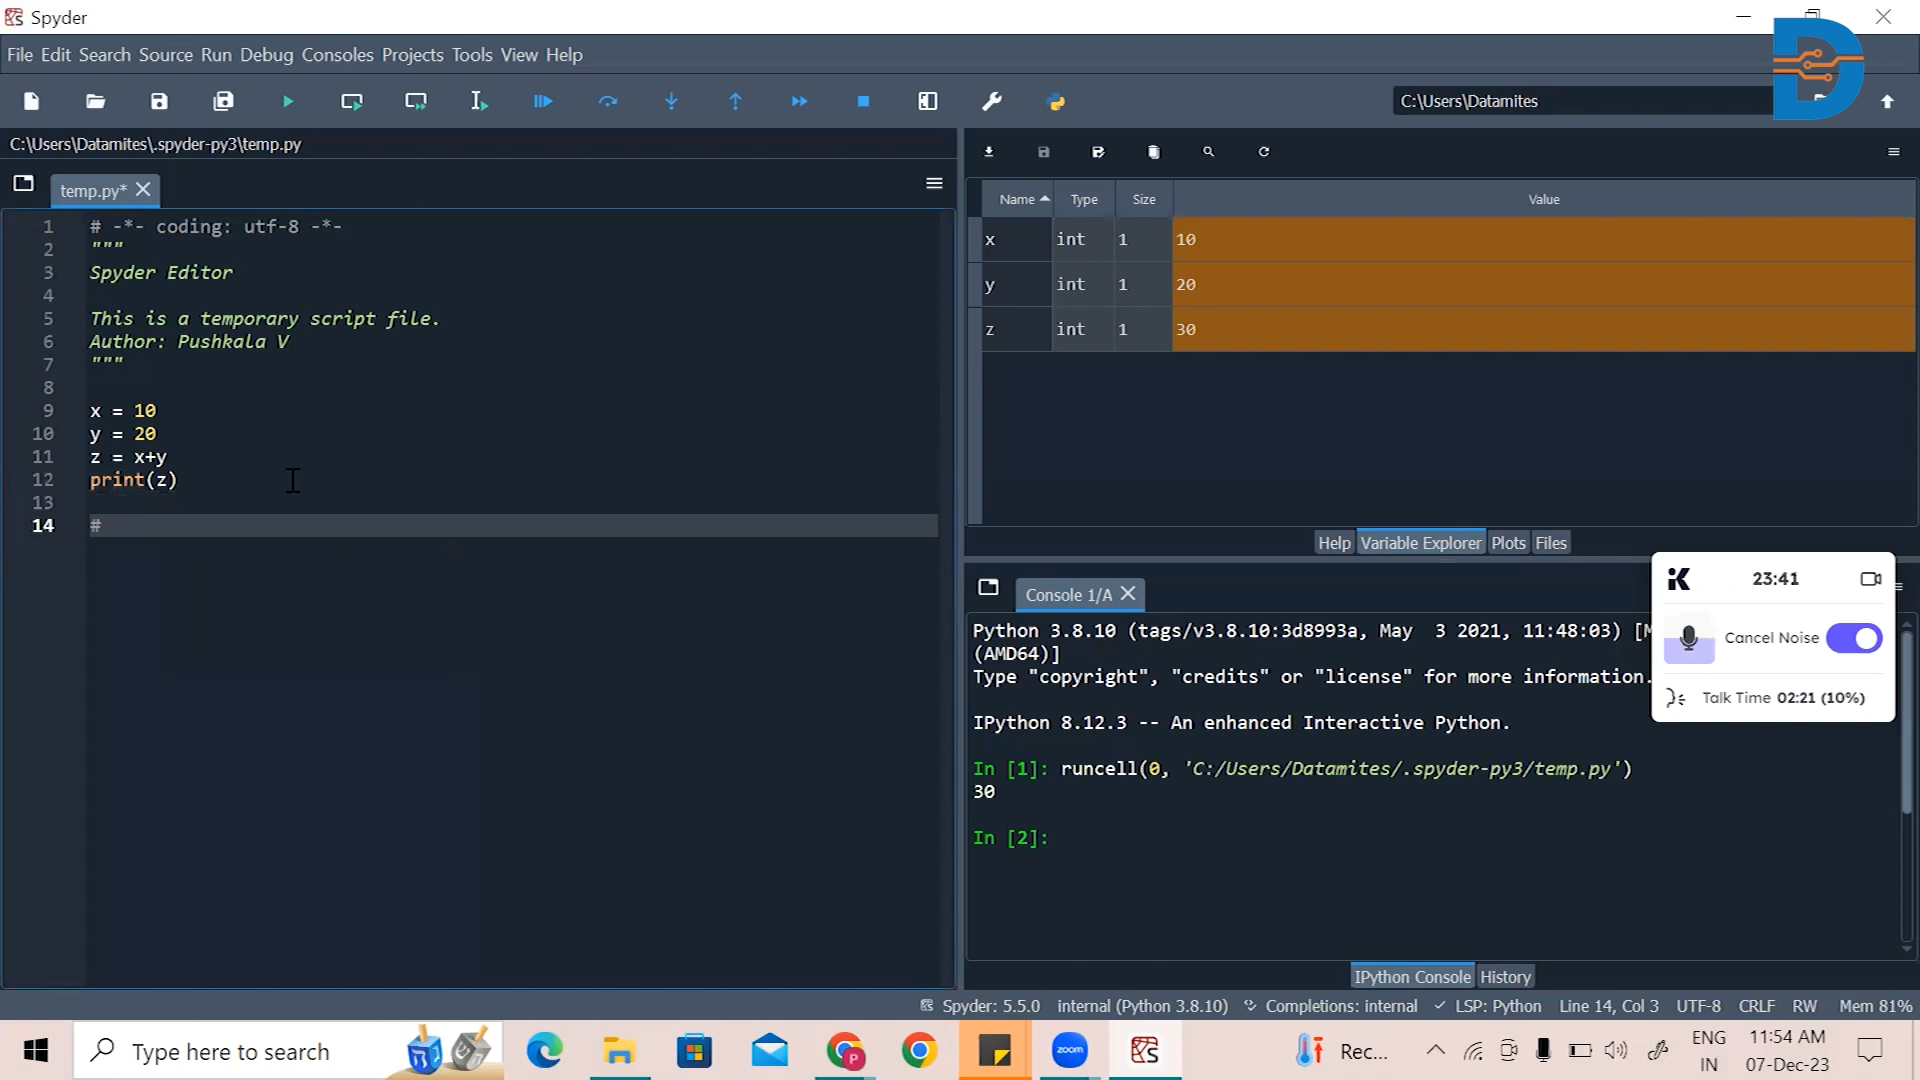 Spyder
File Edit Search Source Run Debug Consoles Projects Tools View Help
C:\Users\Datamites
D
C:\Users\Datamites\.spyder-py3\temp.py
temp.py*
1 # -*- coding: utf-8 -*-
2 """
3 Spyder Editor
4
5 This is a temporary script file.
6 Author: Pushkala V
7 """
8
9 x = 10
10 y = 20
11 z = x+y
12 print(z)
13
14 #
Name Type Size Value
x int 1 10
y int 1 20
z int 1 30
Help Variable Explorer Plots Files
Console 1/A
Python 3.8.10 (tags/v3.8.10:3d8993a, May  3 2021, 11:48:03) [
(AMD64)]
Type "copyright", "credits" or "license" for more information.
IPython 8.12.3 -- An enhanced Interactive Python.
In [1]: runcell(0, 'C:/Users/Datamites/.spyder-py3/temp.py')
30
In [2]:
23:41
Cancel Noise
Talk Time 02:21 (10%)
IPython Console History
Spyder: 5.5.0 internal (Python 3.8.10) Completions: internal LSP: Python Line 14, Col 3 UTF-8 CRLF RW Mem 81%
Type here to search
P
zoom
Rec...
ENG
IN
11:54 AM
07-Dec-23